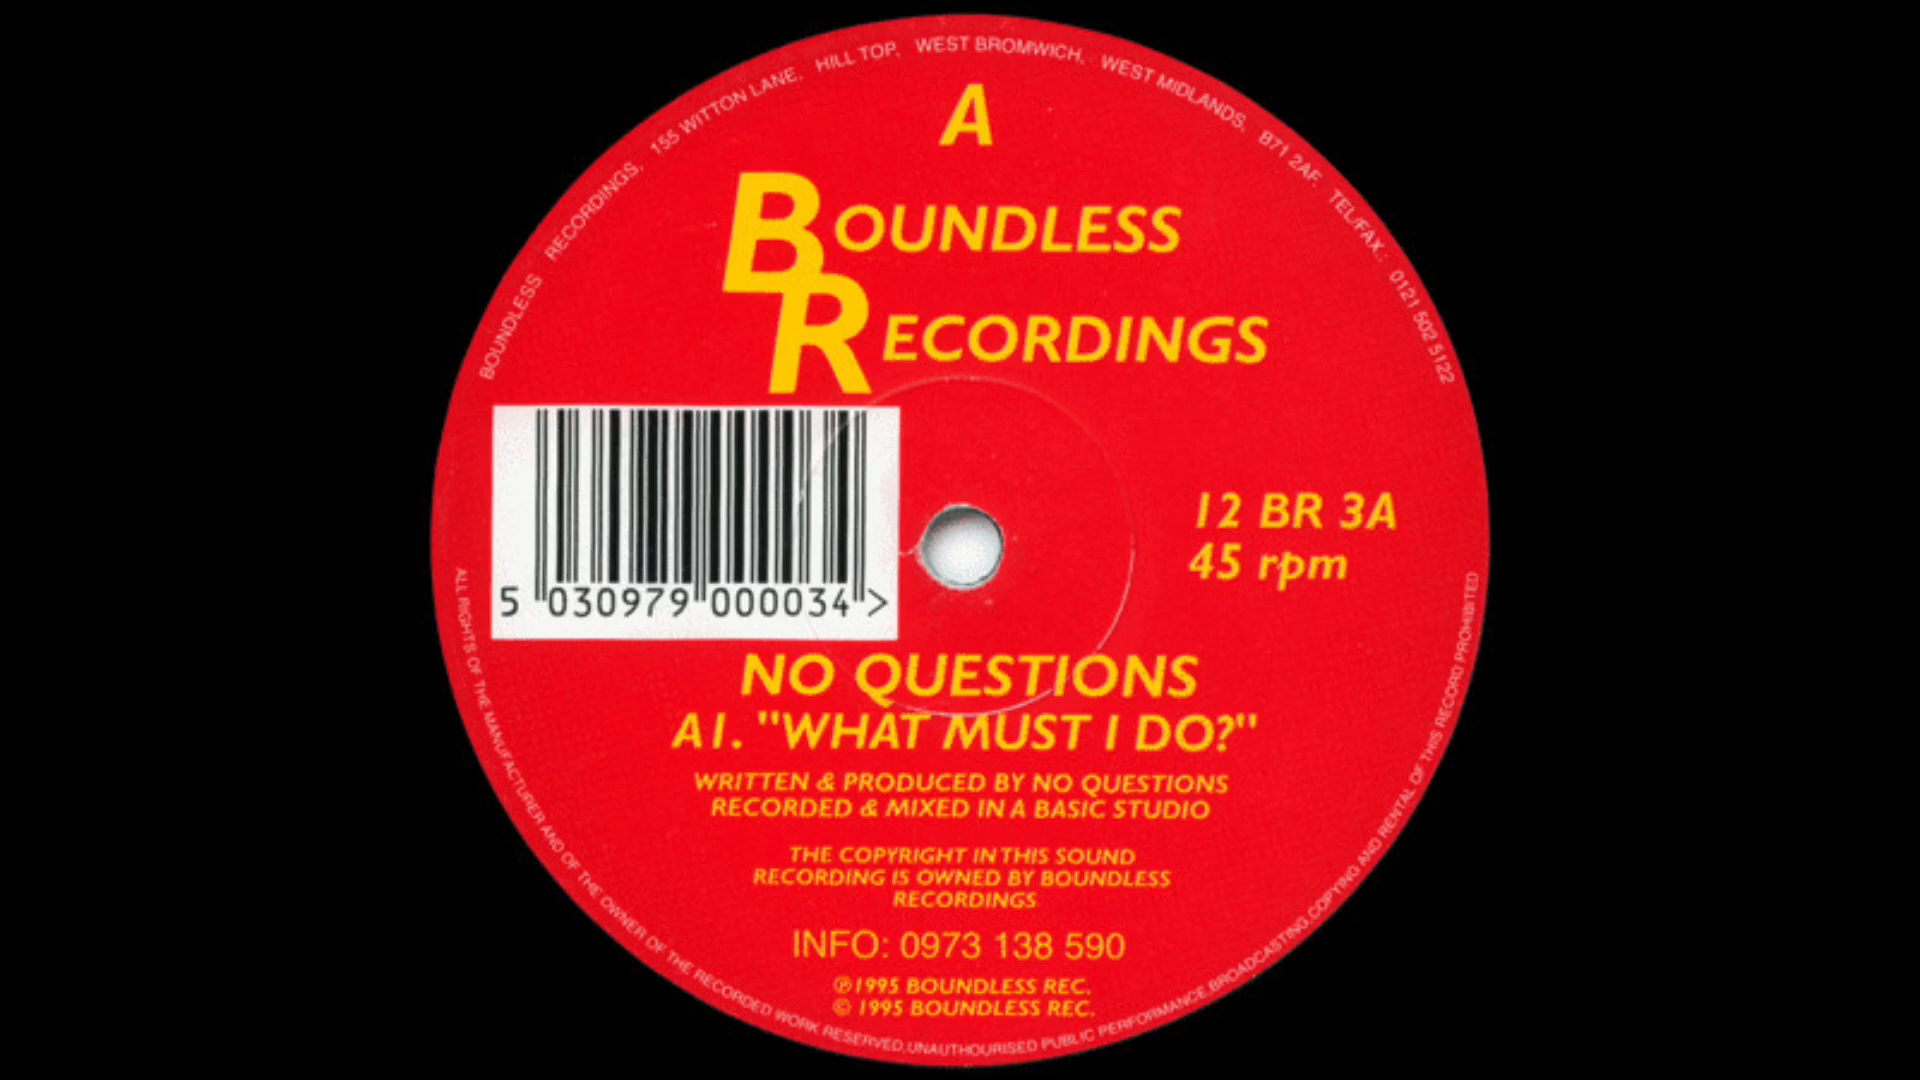 BOUNDLESS RECORDINGS, 155 WITTON LANE, HILL TOP, WEST BROMWICH, WEST MIDLANDS, B71 2AF. TEL/FAX.: 0121 502 5122
A
BOUNDLESS
RECORDINGS
5 030979 000034 >
12 BR 3A
45 rpm
NO QUESTIONS
A1. "WHAT MUST I DO?"
WRITTEN & PRODUCED BY NO QUESTIONS
RECORDED & MIXED IN A BASIC STUDIO
THE COPYRIGHT IN THIS SOUND
RECORDING IS OWNED BY BOUNDLESS
RECORDINGS
INFO: 0973 138 590
℗1995 BOUNDLESS REC.
© 1995 BOUNDLESS REC.
ALL RIGHTS OF THE MANUFACTURER AND OF THE OWNER OF THE RECORDED WORK RESERVED,UNAUTHOURISED PUBLIC PERFORMANCE,BROADCASTING,COPYING AND RENTAL OF THIS RECORD PROHIBITED